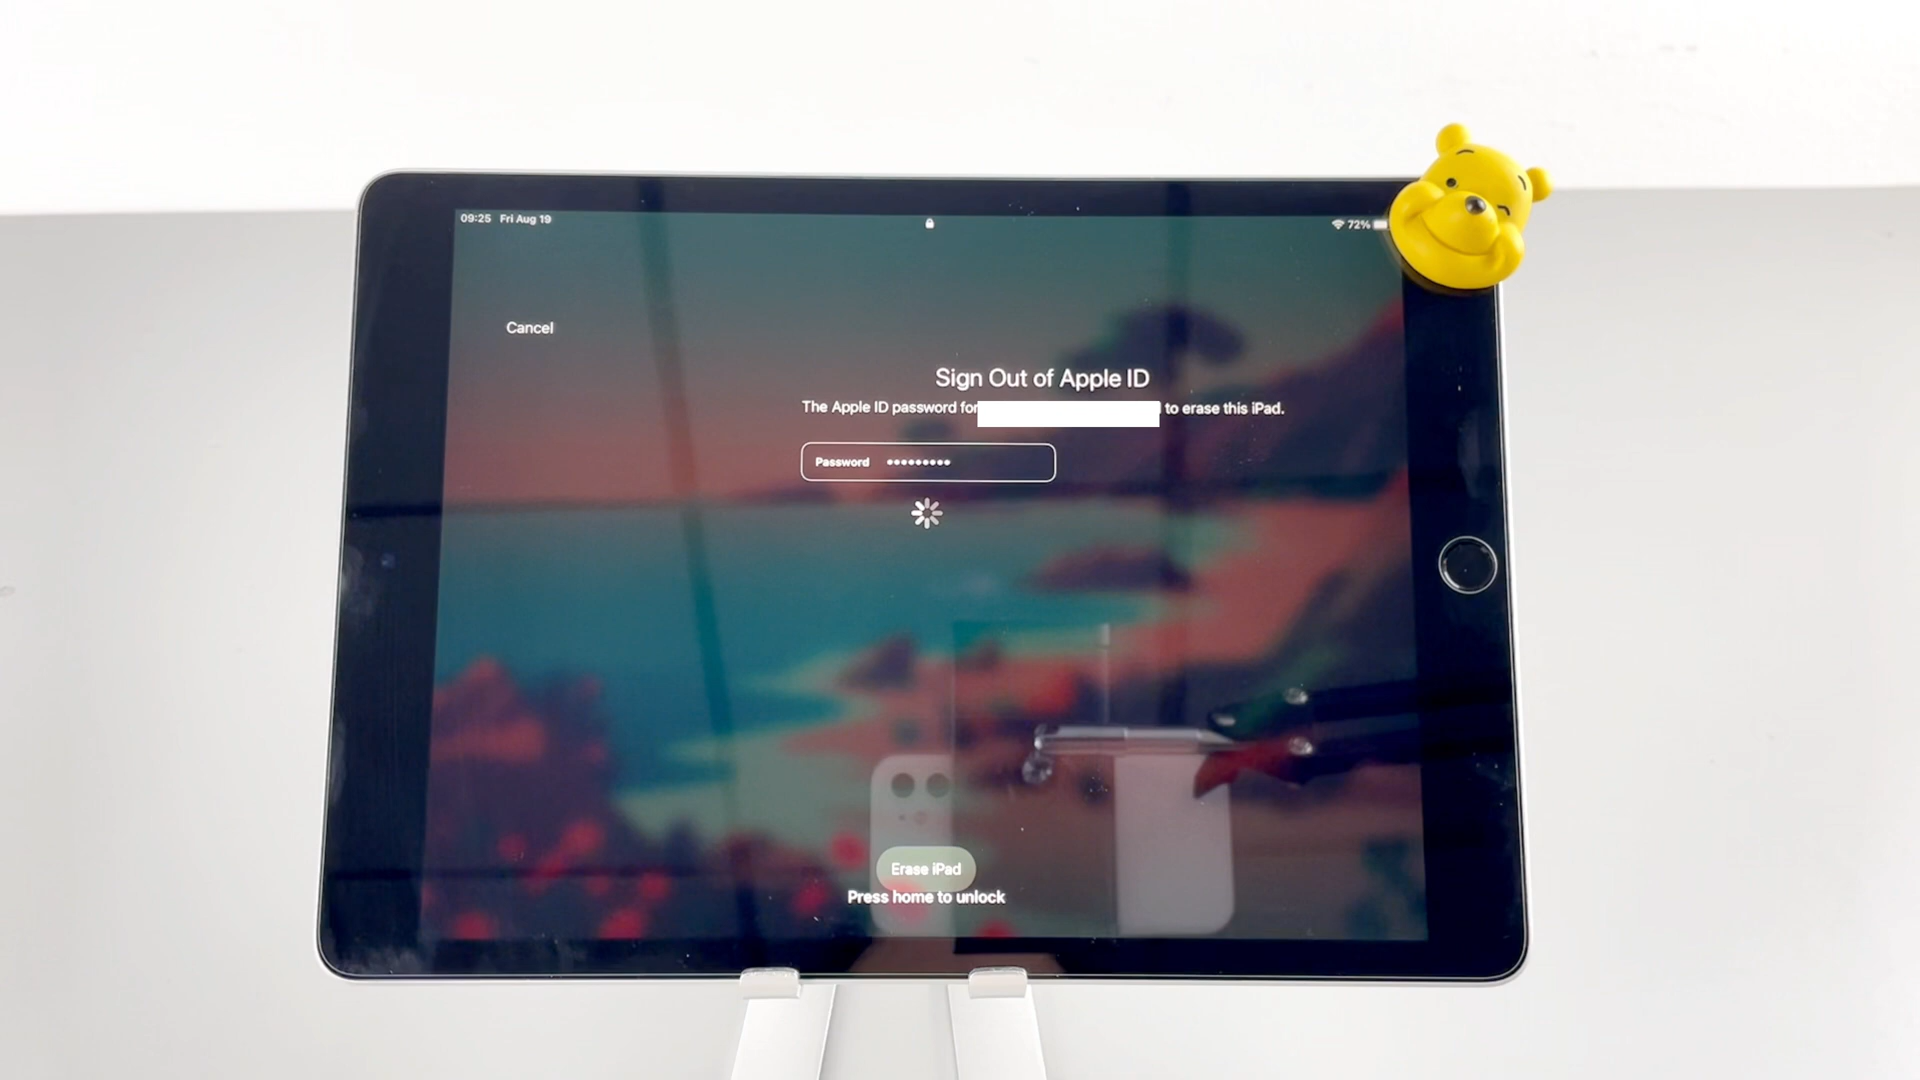 09:25 Fri Aug 19
72%
Cancel
Sign Out of Apple ID
The Apple ID password for to erase this iPad.
Password •••••••••
Erase iPad
Press home to unlock